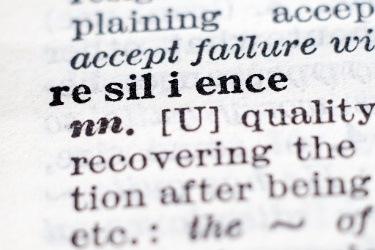 plaining accep
accept failure wi
re sil i ence
nn. [U] quality
recovering the
tion after being
etc.: the ~ of